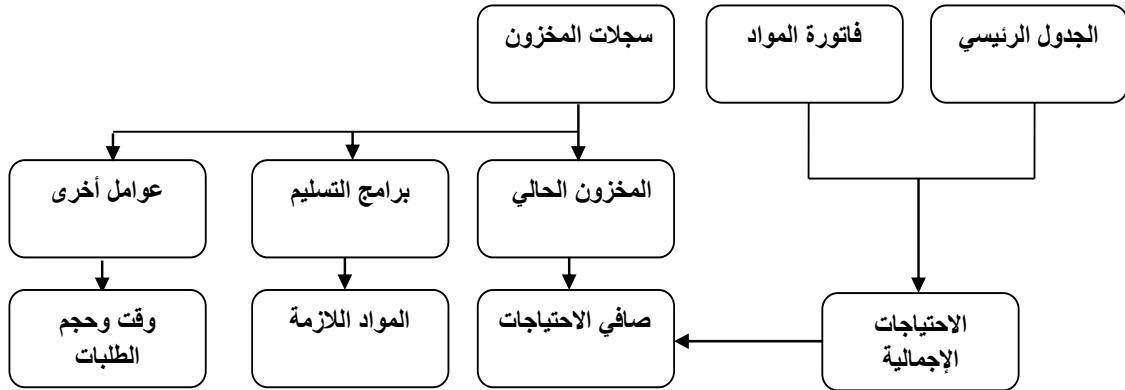 الجدول الرئيسي
فاتورة المواد
سجلات المخزون
المخزون الحالي
برامج التسليم
عوامل أخرى
الاحتياجات
الإجمالية
صافي الاحتياجات
المواد اللازمة
وقت وحجم
الطلبات